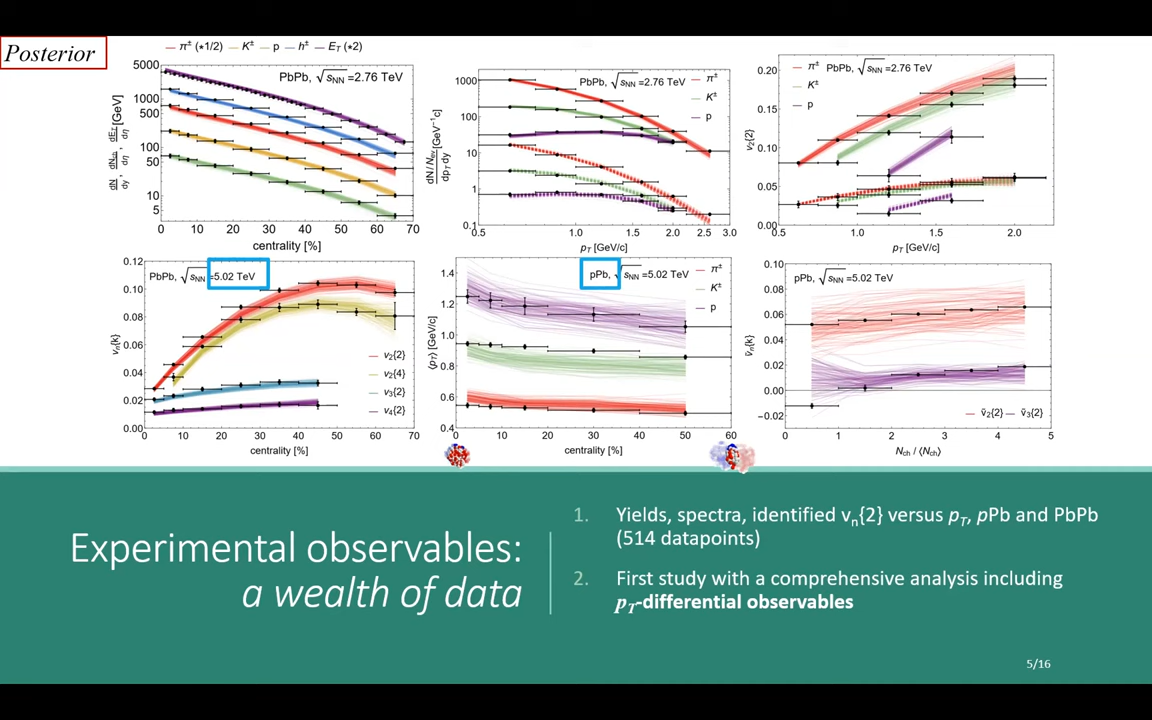 Posterior
π± (*1/2) K± p h± E_T (*2)
PbPb, √s_NN =2.76 TeV
dN/dy, dN_ch/dη, dE_T/dη [GeV]
5000
1000
500
100
50
10
5
0 10 20 30 40 50 60 70
centrality [%]
PbPb, √s_NN =2.76 TeV
π±
K±
p
dN / N_ev / dp_T dy [GeV⁻¹ c]
1000
100
10
1
0.1
0.5 1.0 1.5 2.0 2.5 3.0
p_T [GeV/c]
π± PbPb, √s_NN =2.76 TeV
K±
p
v₂{2}
0.20
0.15
0.10
0.05
0.00
0.5 1.0 1.5 2.0
p_T [GeV/c]
PbPb, √s_NN =5.02 TeV
v_n{k}
0.12
0.10
0.08
0.06
0.04
0.02
0.00
v₂{2}
v₂{4}
v₃{2}
v₄{2}
0 10 20 30 40 50 60 70
centrality [%]
pPb, √s_NN =5.02 TeV
π±
K±
p
⟨p_T⟩ [GeV/c]
1.4
1.2
1.0
0.8
0.6
0.4
0 10 20 30 40 50 60
centrality [%]
pPb, √s_NN =5.02 TeV
ṽ_n{k}
0.10
0.08
0.06
0.04
0.02
0.00
−0.02
ṽ₂{2} ṽ₃{2}
0 1 2 3 4 5
N_ch / ⟨N_ch⟩
Experimental observables:
a wealth of data
1. Yields, spectra, identified v_n{2} versus p_T, pPb and PbPb
(514 datapoints)
2. First study with a comprehensive analysis including
p_T-differential observables
5/16